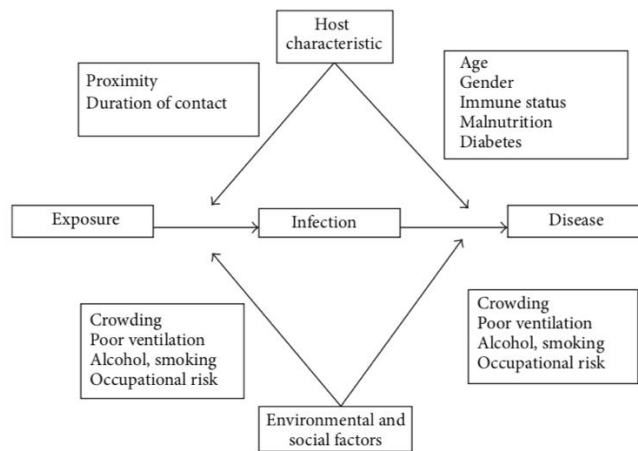 Host
characteristic
Proximity
Duration of contact
Age
Gender
Immune status
Malnutrition
Diabetes
Exposure
Infection
Disease
Crowding
Poor ventilation
Alcohol, smoking
Occupational risk
Crowding
Poor ventilation
Alcohol, smoking
Occupational risk
Environmental and
social factors